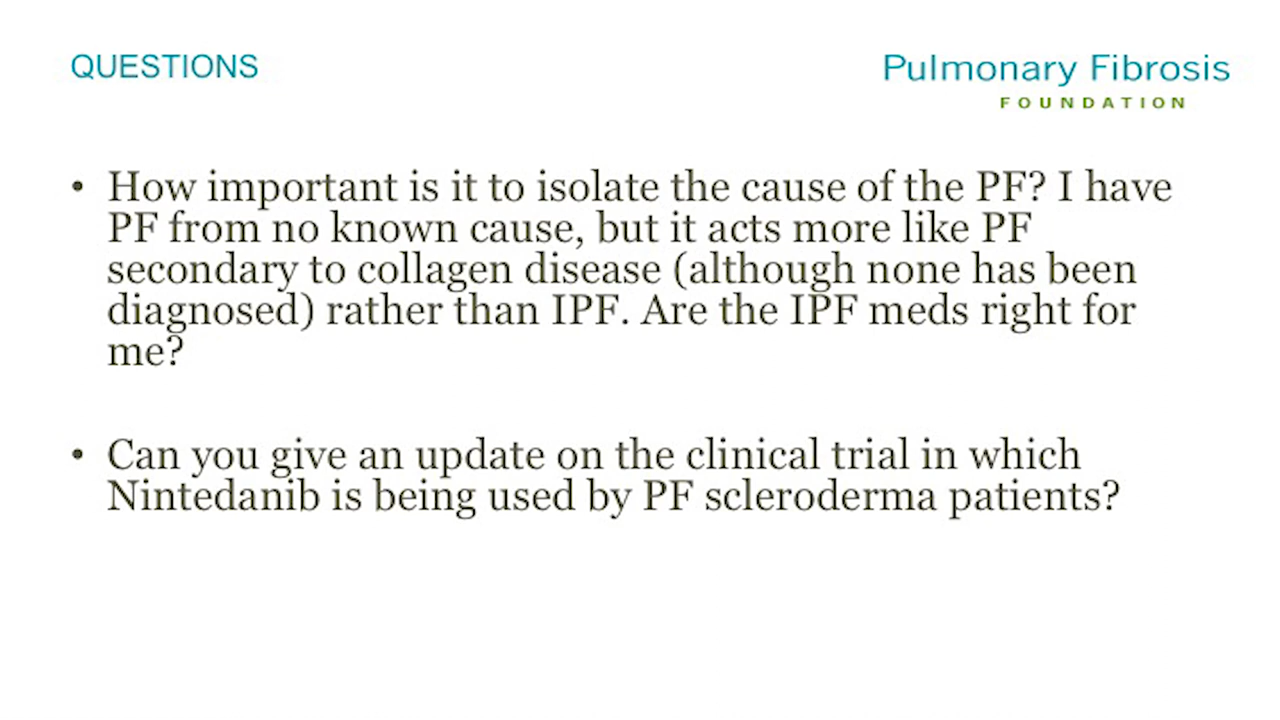 QUESTIONS
Pulmonary Fibrosis
FOUNDATION
• How important is it to isolate the cause of the PF? I have
PF from no known cause, but it acts more like PF
secondary to collagen disease (although none has been
diagnosed) rather than IPF. Are the IPF meds right for
me?
• Can you give an update on the clinical trial in which
Nintedanib is being used by PF scleroderma patients?